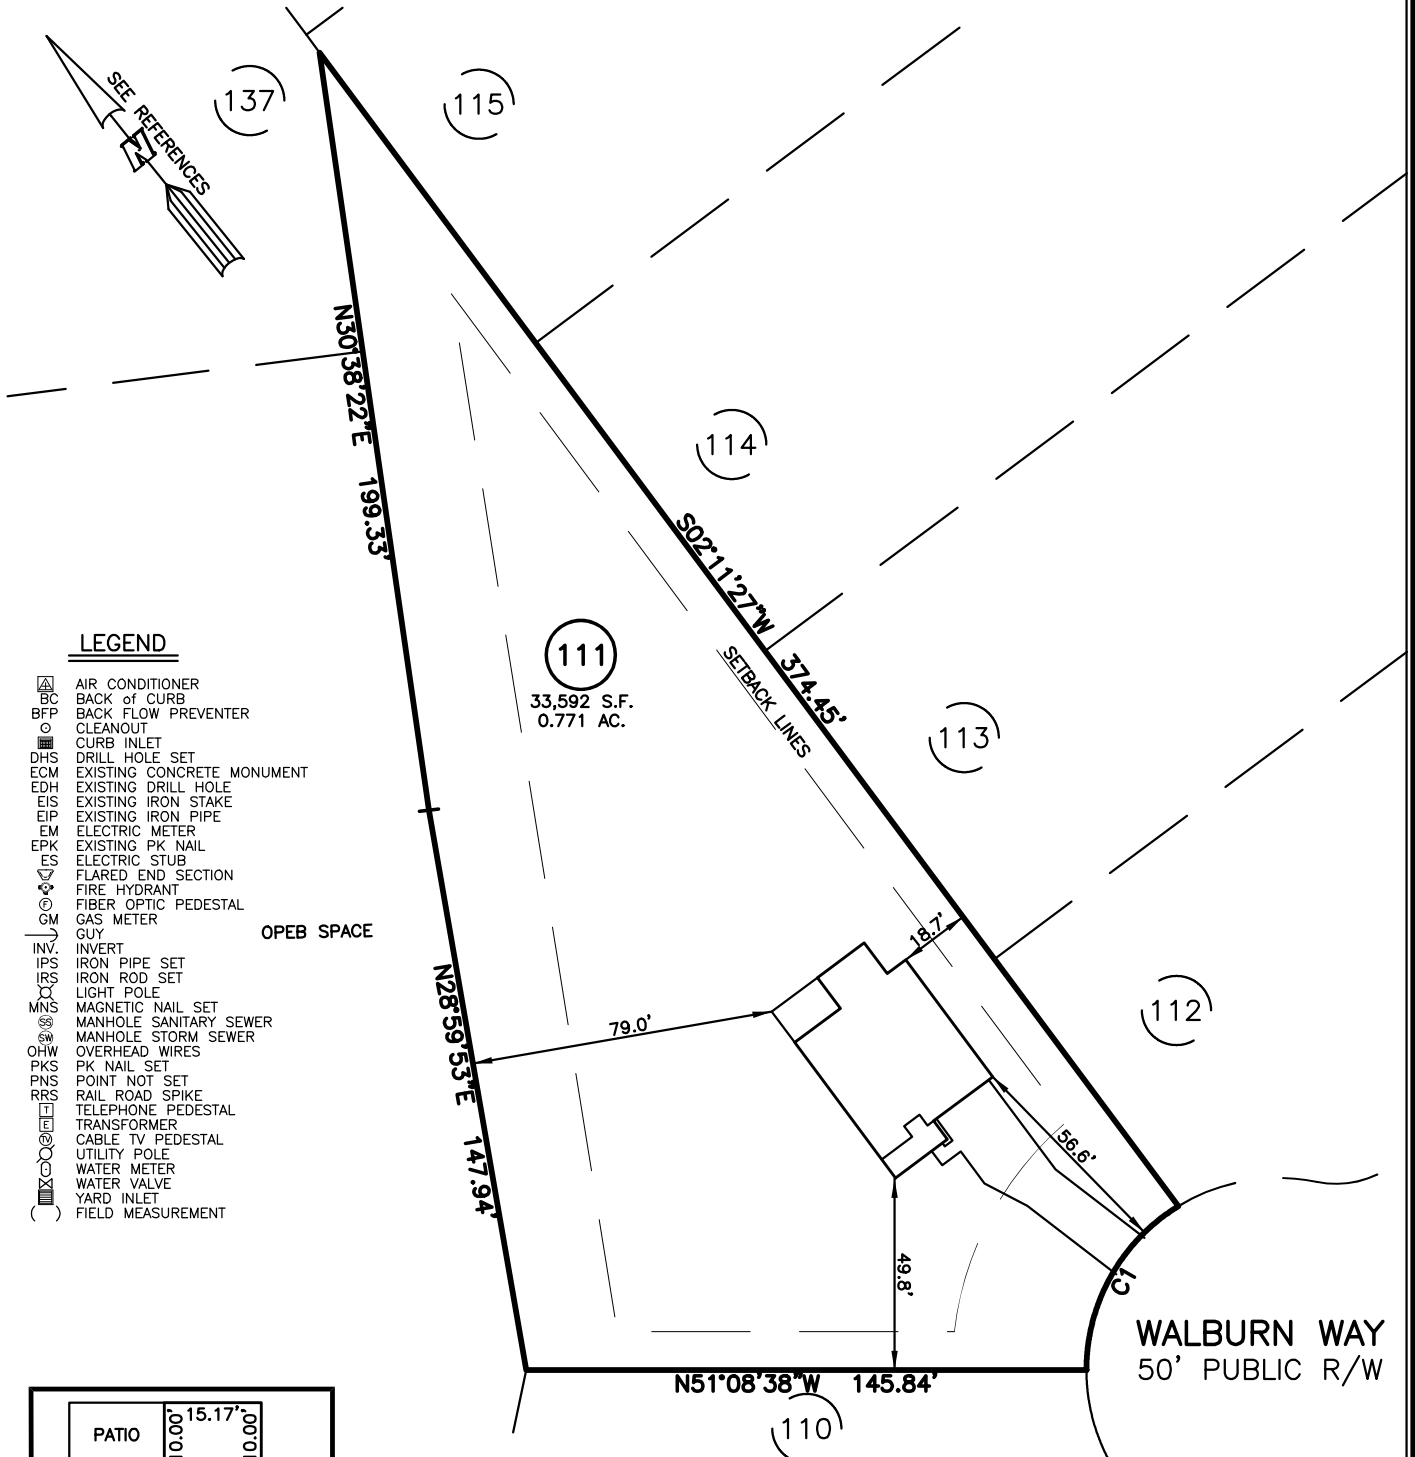 SEE REFERENCES
N
137
115
N30°38'22"E 199.33'
114
S02°11'27"W 374.45'
SETBACK LINES
111
33,592 S.F.
0.771 AC.
113
112
LEGEND
AIR CONDITIONER
BC BACK of CURB
BFP BACK FLOW PREVENTER
CLEANOUT
CURB INLET
DHS DRILL HOLE SET
ECM EXISTING CONCRETE MONUMENT
EDH EXISTING DRILL HOLE
EIS EXISTING IRON STAKE
EIP EXISTING IRON PIPE
EM ELECTRIC METER
EPK EXISTING PK NAIL
ES ELECTRIC STUB
FLARED END SECTION
FIRE HYDRANT
F FIBER OPTIC PEDESTAL
GM GAS METER
GUY
INV. INVERT
IPS IRON PIPE SET
IRS IRON ROD SET
LIGHT POLE
MNS MAGNETIC NAIL SET
SS MANHOLE SANITARY SEWER
SW MANHOLE STORM SEWER
OHW OVERHEAD WIRES
PKS PK NAIL SET
PNS POINT NOT SET
RRS RAIL ROAD SPIKE
T TELEPHONE PEDESTAL
E TRANSFORMER
TV CABLE TV PEDESTAL
UTILITY POLE
WATER METER
WATER VALVE
YARD INLET
( ) FIELD MEASUREMENT
OPEB SPACE
N28°59'53"E 147.94'
79.0'
18.7'
56.6'
49.8'
C1
WALBURN WAY
50' PUBLIC R/W
N51°08'38"W 145.84'
110
PATIO
15.17'
10.00'
10.00'